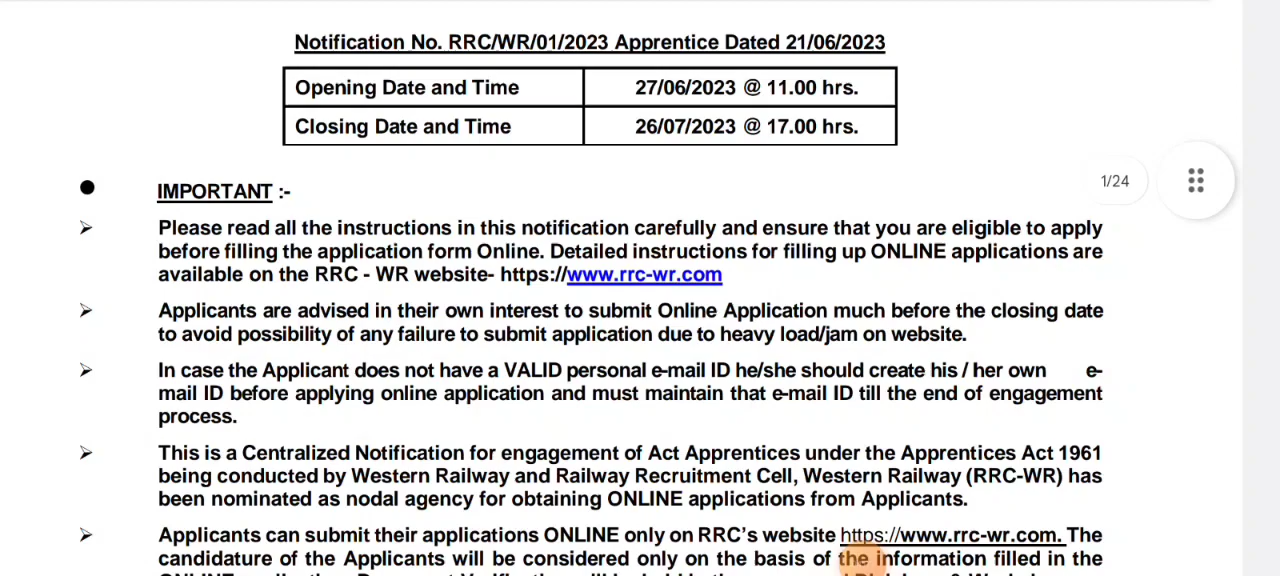 Notification No. RRC/WR/01/2023 Apprentice Dated 21/06/2023
Opening Date and Time 27/06/2023 @ 11.00 hrs.
Closing Date and Time 26/07/2023 @ 17.00 hrs.
IMPORTANT :-
1/24
Please read all the instructions in this notification carefully and ensure that you are eligible to apply
before filling the application form Online. Detailed instructions for filling up ONLINE applications are
available on the RRC - WR website- https://www.rrc-wr.com
Applicants are advised in their own interest to submit Online Application much before the closing date
to avoid possibility of any failure to submit application due to heavy load/jam on website.
In case the Applicant does not have a VALID personal e-mail ID he/she should create his / her own e-
mail ID before applying online application and must maintain that e-mail ID till the end of engagement
process.
This is a Centralized Notification for engagement of Act Apprentices under the Apprentices Act 1961
being conducted by Western Railway and Railway Recruitment Cell, Western Railway (RRC-WR) has
been nominated as nodal agency for obtaining ONLINE applications from Applicants.
Applicants can submit their applications ONLINE only on RRC's website https://www.rrc-wr.com. The
candidature of the Applicants will be considered only on the basis of the information filled in the